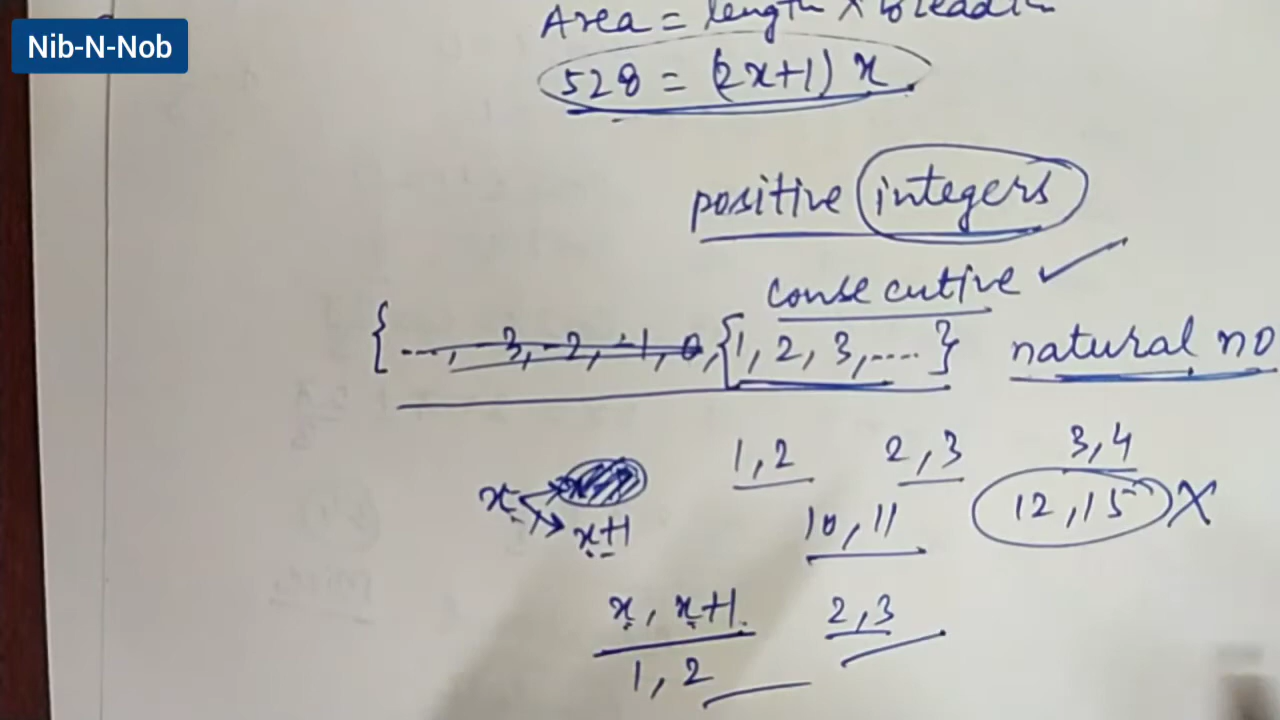 Nib-N-Nob
Area = length × breadth
528 = (2x+1) x
positive integers
consecutive ✓
{ ..., -3, -2, -1, 0, {1, 2, 3, .... } natural no
1, 2 2, 3 3, 4
x x+1 10, 11 12, 15 X
x, x+1 2, 3
1, 2